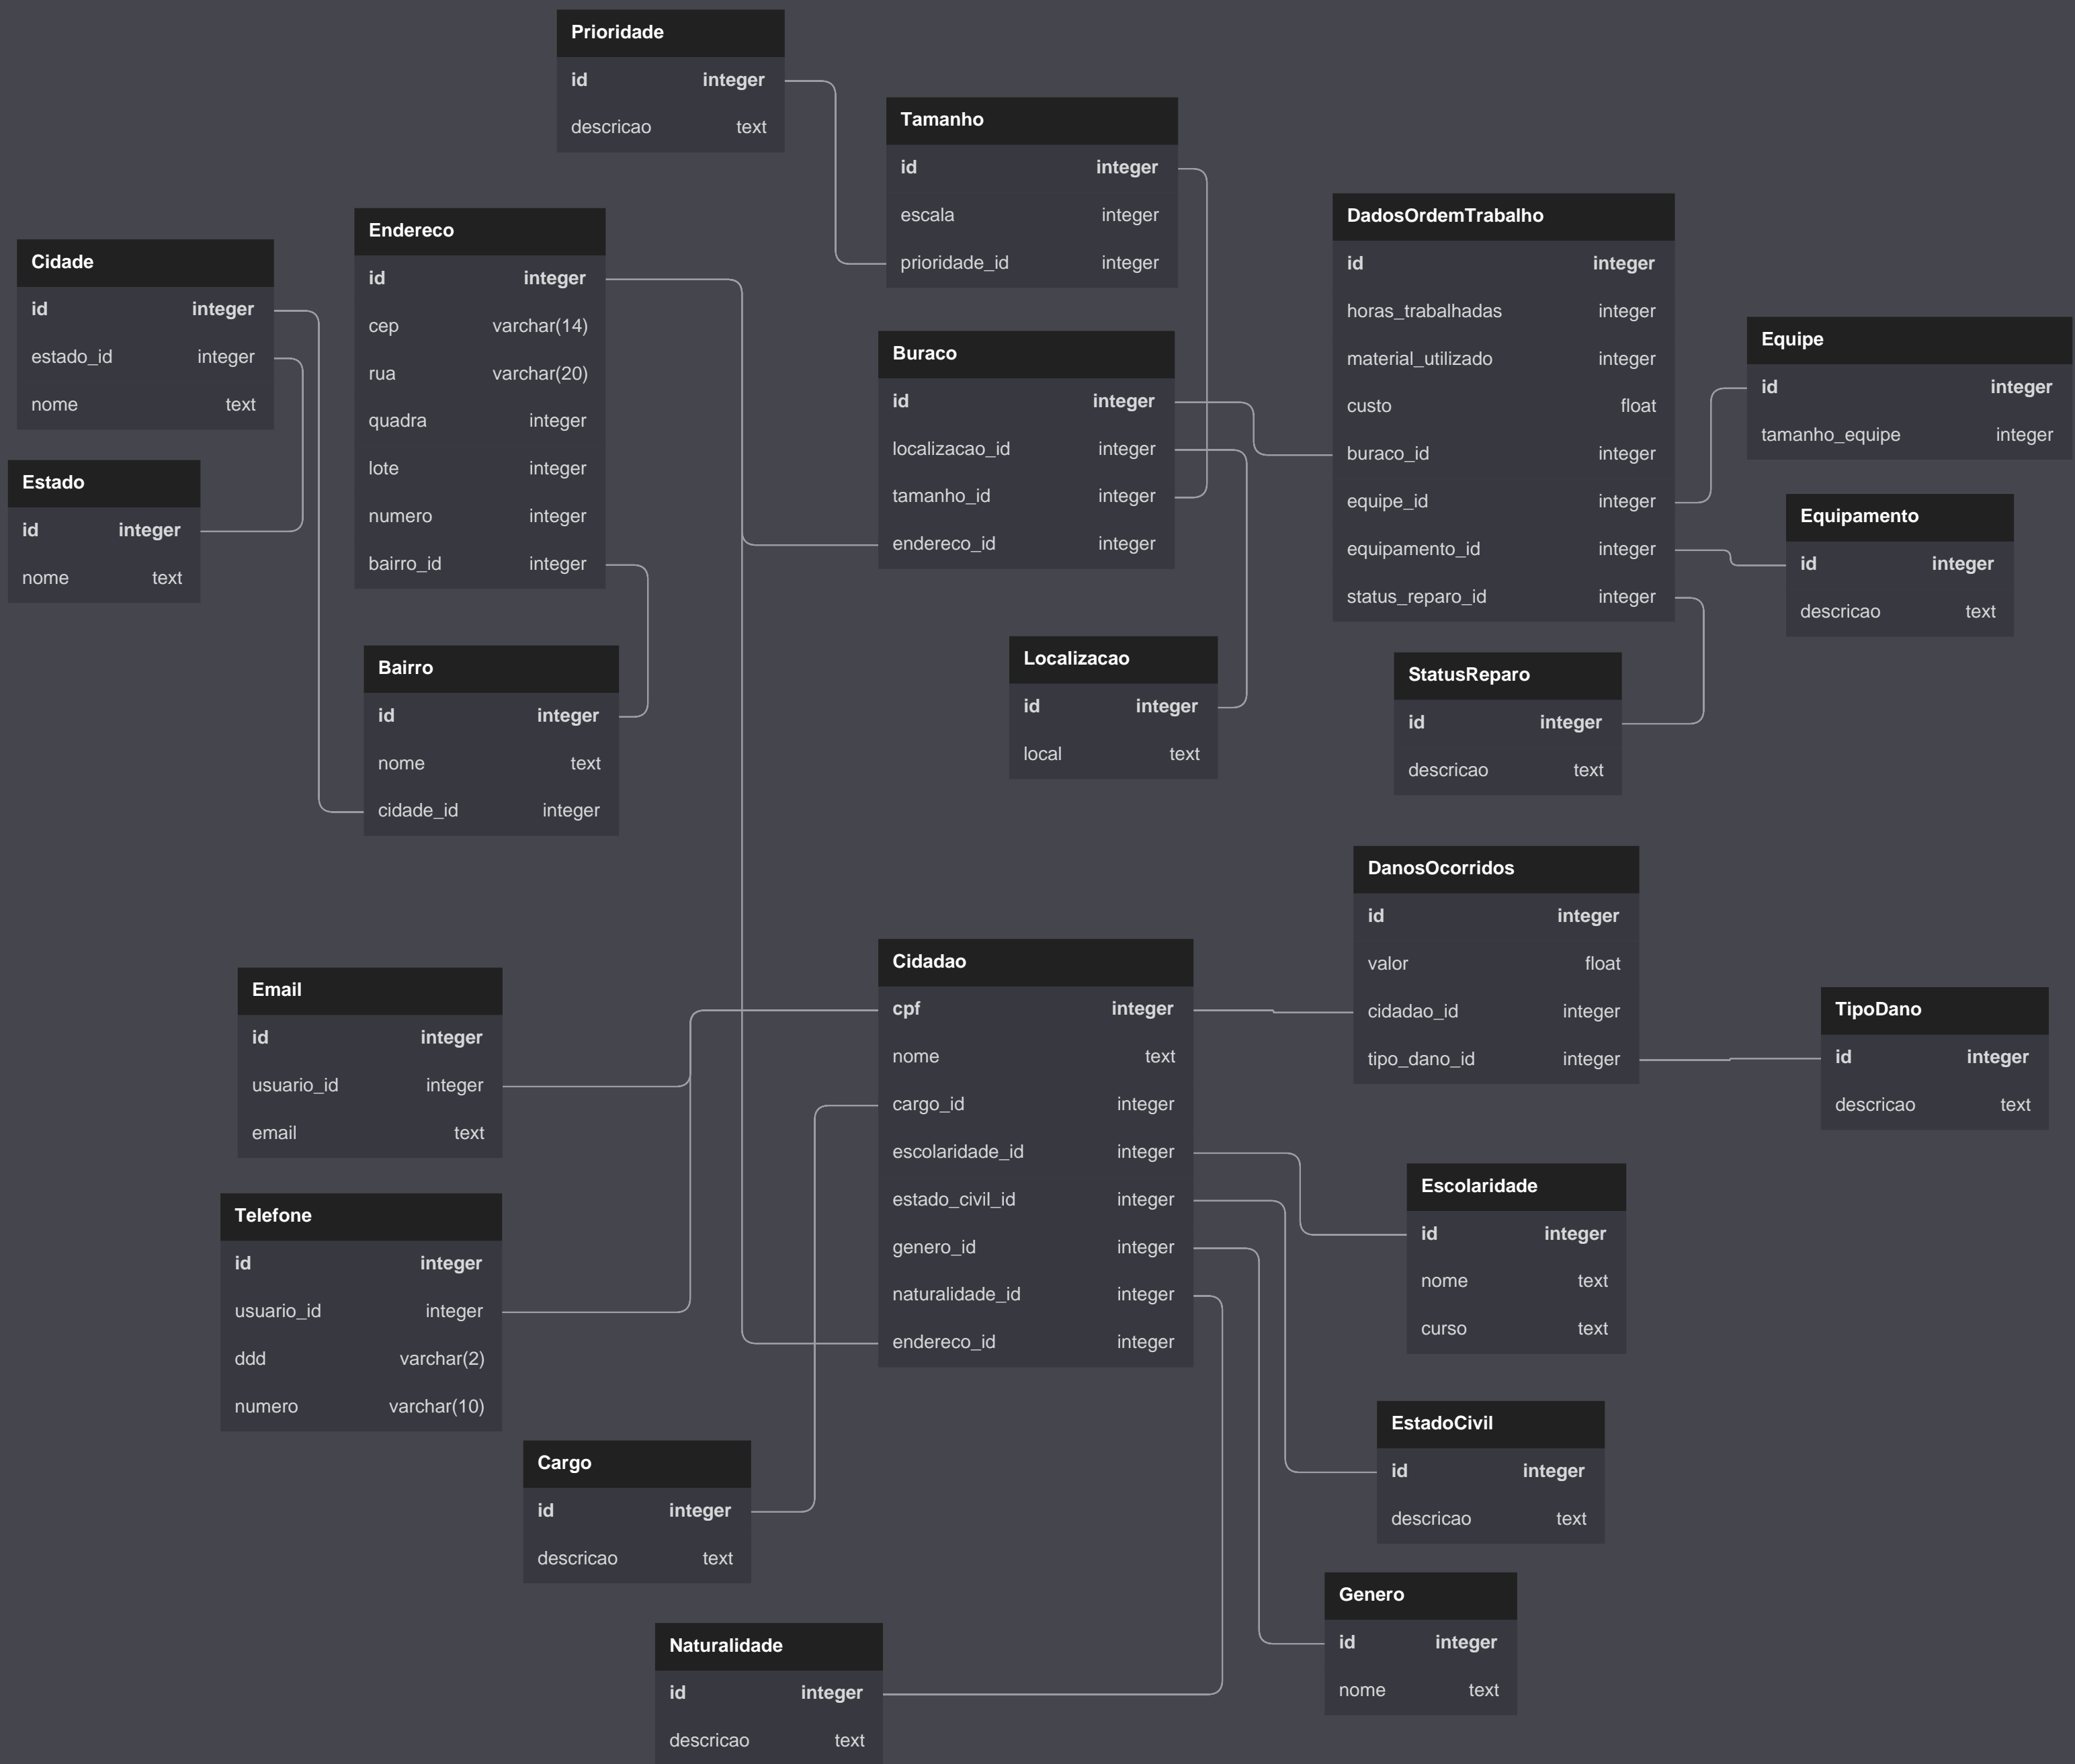 Prioridade
id integer
descricao text
Tamanho
id integer
escala integer
prioridade_id integer
DadosOrdemTrabalho
id integer
horas_trabalhadas integer
material_utilizado integer
custo float
buraco_id integer
equipe_id integer
equipamento_id integer
status_reparo_id integer
Endereco
id integer
cep varchar(14)
rua varchar(20)
quadra integer
lote integer
numero integer
bairro_id integer
Cidade
id integer
estado_id integer
nome text
Equipe
id integer
tamanho_equipe integer
Buraco
id integer
localizacao_id integer
tamanho_id integer
endereco_id integer
Estado
id integer
nome text
Equipamento
id integer
descricao text
Localizacao
id integer
local text
Bairro
id integer
nome text
cidade_id integer
StatusReparo
id integer
descricao text
DanosOcorridos
id integer
valor float
cidadao_id integer
tipo_dano_id integer
Cidadao
cpf integer
nome text
cargo_id integer
escolaridade_id integer
estado_civil_id integer
genero_id integer
naturalidade_id integer
endereco_id integer
Email
id integer
usuario_id integer
email text
TipoDano
id integer
descricao text
Escolaridade
id integer
nome text
curso text
Telefone
id integer
usuario_id integer
ddd varchar(2)
numero varchar(10)
EstadoCivil
id integer
descricao text
Cargo
id integer
descricao text
Genero
id integer
nome text
Naturalidade
id integer
descricao text